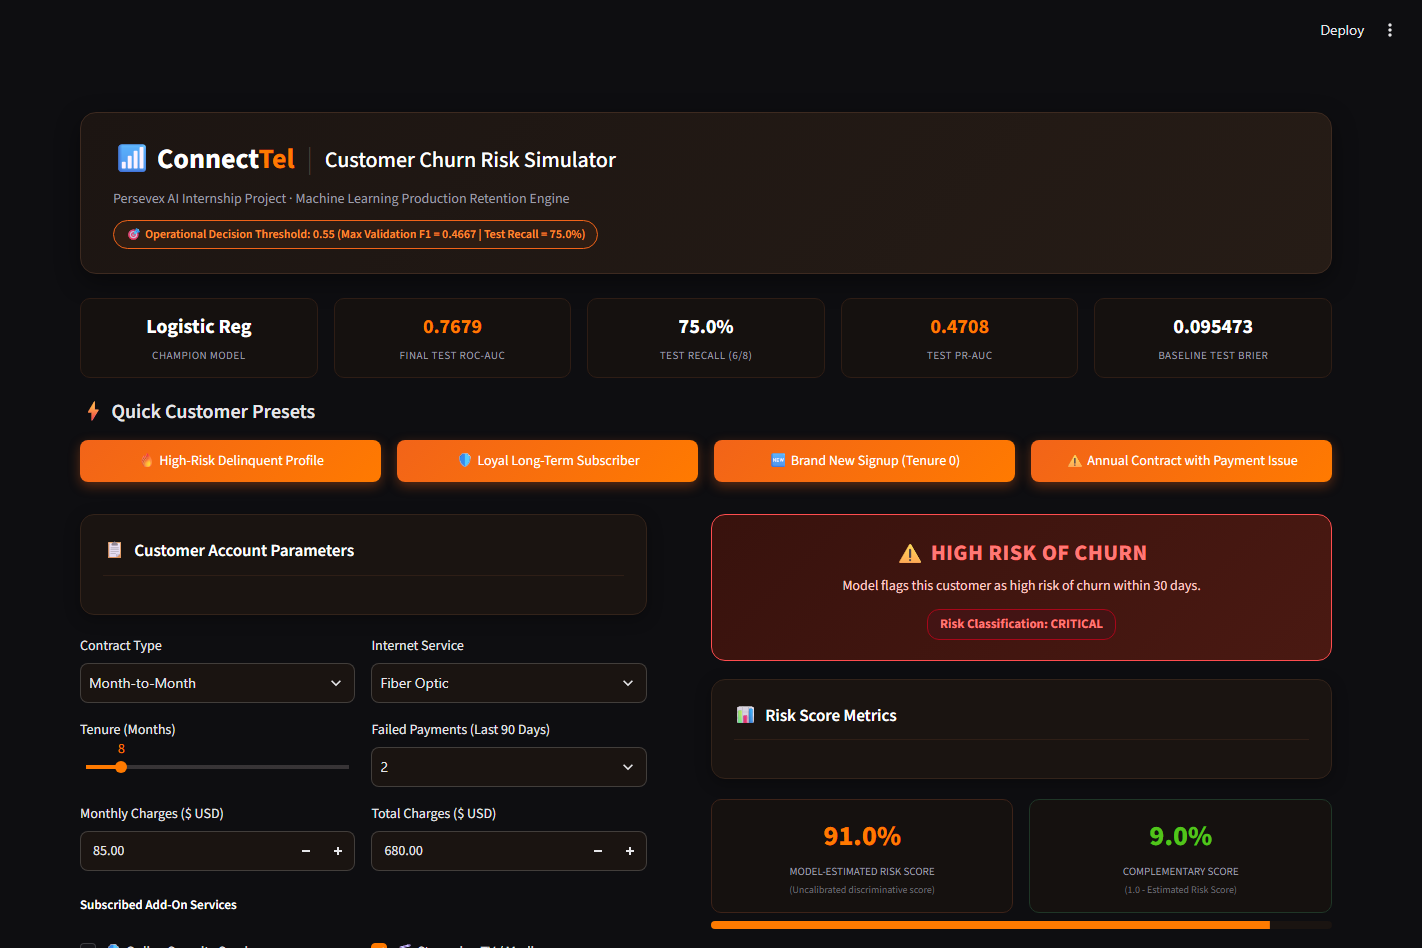 Deploy
ConnectTel | Customer Churn Risk Simulator
Persevex AI Internship Project · Machine Learning Production Retention Engine
Operational Decision Threshold: 0.55 (Max Validation F1 = 0.4667 | Test Recall = 75.0%)
Logistic Reg
CHAMPION MODEL
0.7679
FINAL TEST ROC-AUC
75.0%
TEST RECALL (6/8)
0.4708
TEST PR-AUC
0.095473
BASELINE TEST BRIER
Quick Customer Presets
High-Risk Delinquent Profile
Loyal Long-Term Subscriber
NEW Brand New Signup (Tenure 0)
Annual Contract with Payment Issue
Customer Account Parameters
Contract Type
Month-to-Month
Internet Service
Fiber Optic
Tenure (Months)
8
Failed Payments (Last 90 Days)
2
Monthly Charges ($ USD)
85.00
Total Charges ($ USD)
680.00
Subscribed Add-On Services
HIGH RISK OF CHURN
Model flags this customer as high risk of churn within 30 days.
Risk Classification: CRITICAL
Risk Score Metrics
91.0%
MODEL-ESTIMATED RISK SCORE
(Uncalibrated discriminative score)
9.0%
COMPLEMENTARY SCORE
(1.0 - Estimated Risk Score)